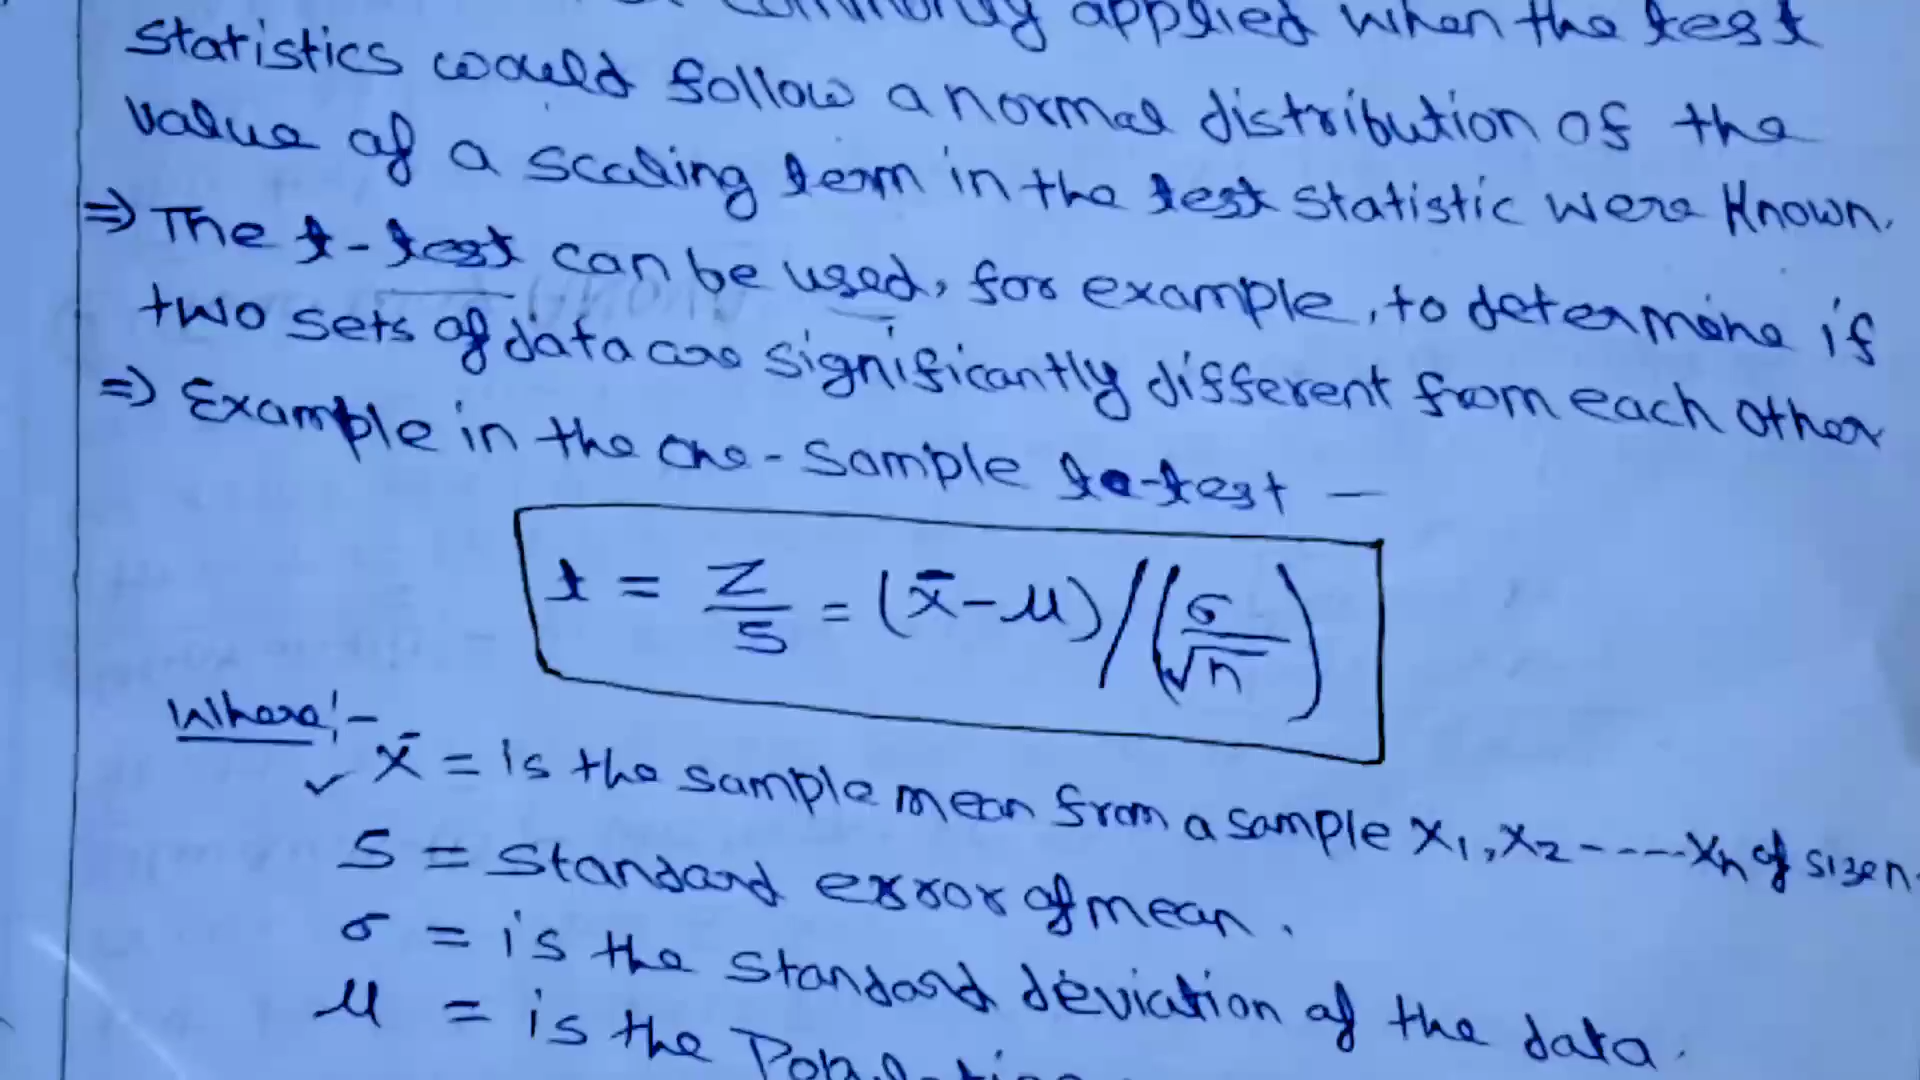 commonly applied when the test
statistics would follow a normal distribution of the
value of a scaling term in the test statistic were known.
⇒ The t-test can be used, for example, to determine if
two sets of data are significantly different from each other
⇒ Example in the one-sample t-test —
t = Z/S = (x̄-μ)/(σ/√n)
Where:-
✓ x̄ = is the sample mean from a sample x₁, x₂-----xₙ of size n.
S = Standard error of mean.
σ = is the standard deviation of the data.
μ = is the Population